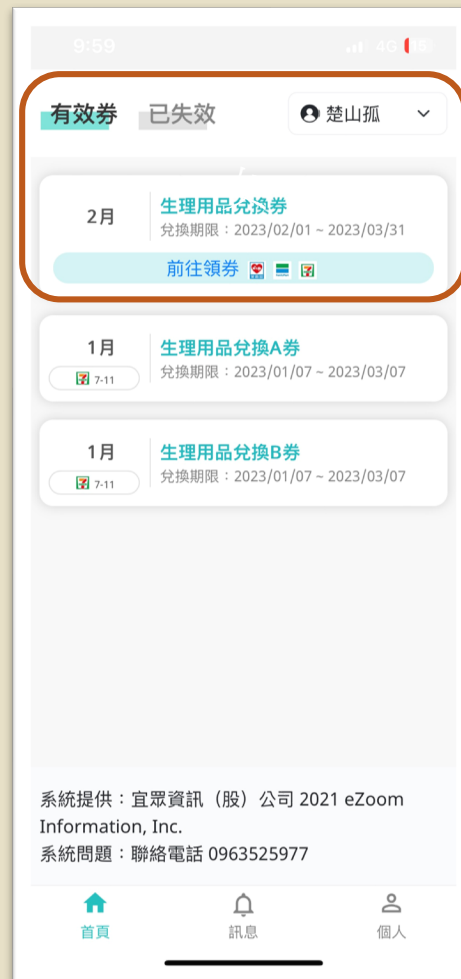 9:59 4G 15
有效券 已失效 楚山孤
2月
生理用品兌換券
兌換期限：2023/02/01 ~ 2023/03/31
前往領券 7
1月
7 7-11
生理用品兌換A券
兌換期限：2023/01/07 ~ 2023/03/07
1月
7 7-11
生理用品兌換B券
兌換期限：2023/01/07 ~ 2023/03/07
系統提供：宜眾資訊（股）公司 2021 eZoom
Information, Inc.
系統問題：聯絡電話 0963525977
首頁 訊息 個人